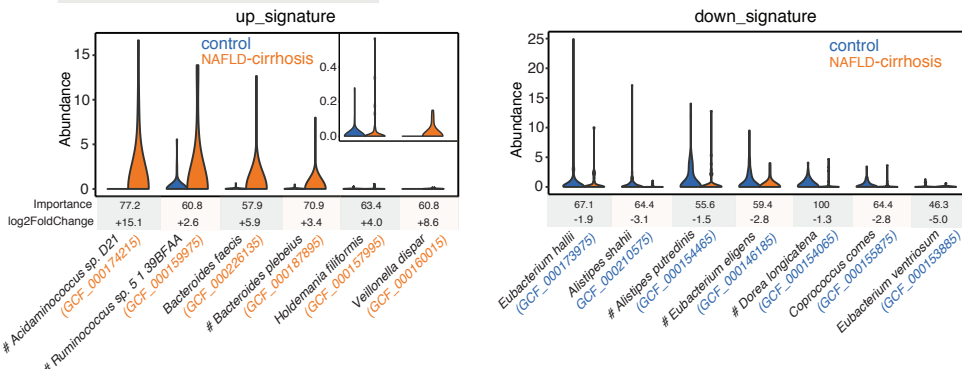 up_signature
control
NAFLD-cirrhosis
Abundance
15
10
5
0
0.4
0.2
0.0
Importance 77.2 60.8 57.9 70.9 63.4 60.8
log2FoldChange +15.1 +2.6 +5.9 +3.4 +4.0 +8.6
# Acidaminococcus sp. D21
(GCF_000174215)
# Ruminococcus sp. 5 1 39BFAA
(GCF_000159975)
Bacteroides faecis
(GCF_000226135)
# Bacteroides plebeius
(GCF_000187895)
Holdemania filiformis
(GCF_000157995)
Veillonella dispar
(GCF_000160015)
down_signature
control
NAFLD-cirrhosis
Abundance
25
20
15
10
5
0
67.1 64.4 55.6 59.4 100 64.4 46.3
-1.9 -3.1 -1.5 -2.8 -1.3 -2.8 -5.0
Eubacterium hallii
(GCF_000173975)
Alistipes shahii
GCF_000210575)
# Alistipes putredinis
(GCF_000154465)
# Eubacterium eligens
(GCF_000146185)
# Dorea longicatena
(GCF_000154065)
Coprococcus comes
(GCF_000155875)
Eubacterium ventriosum
(GCF_000153885)